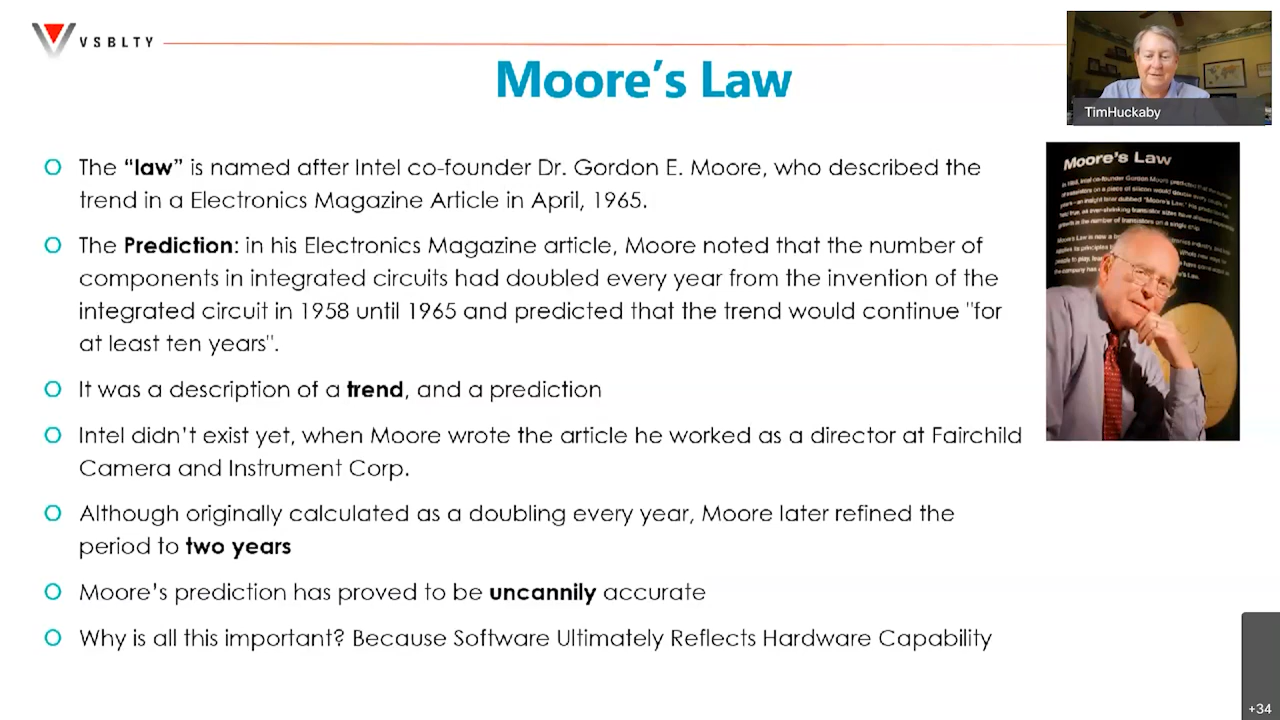 VSBLTY
Moore's Law
TimHuckaby
O The “law” is named after Intel co-founder Dr. Gordon E. Moore, who described the
trend in a Electronics Magazine Article in April, 1965.
O The Prediction: in his Electronics Magazine article, Moore noted that the number of
components in integrated circuits had doubled every year from the invention of the
integrated circuit in 1958 until 1965 and predicted that the trend would continue "for
at least ten years".
O It was a description of a trend, and a prediction
O Intel didn’t exist yet, when Moore wrote the article he worked as a director at Fairchild
Camera and Instrument Corp.
O Although originally calculated as a doubling every year, Moore later refined the
period to two years
O Moore’s prediction has proved to be uncannily accurate
O Why is all this important? Because Software Ultimately Reflects Hardware Capability
Moore's Law
+34